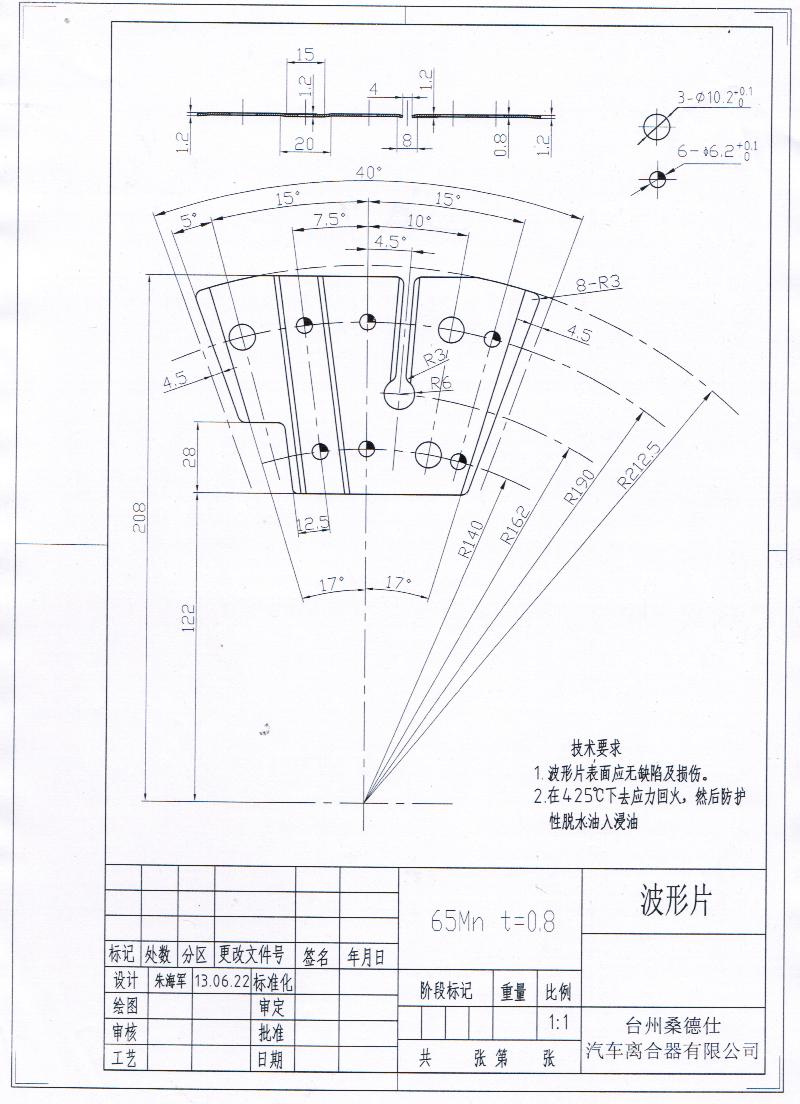 15
1.2
4
1.2
1.2
20
8
0.8
1.2
3-Φ10.2+0.1 0
6-Φ6.2+0.1 0
40°
5°
15°
15°
7.5°
10°
4.5°
8-R3
4.5
4.5
R3
R6
28
208
12.5
R140
R162
R190
R212.5
17°
17°
122
技术要求
1.波形片表面应无缺陷及损伤。
2.在425℃下去应力回火，然后防护
性脱水油入浸油
65Mn t=0.8
波形片
标记 处数 分区 更改文件号 签名 年月日
设计 朱海军 13.06.22 标准化
阶段标记 重量 比例
绘图 审定
1:1
审核 批准
台州桑德仕
汽车离合器有限公司
工艺 日期
共 张 第 张